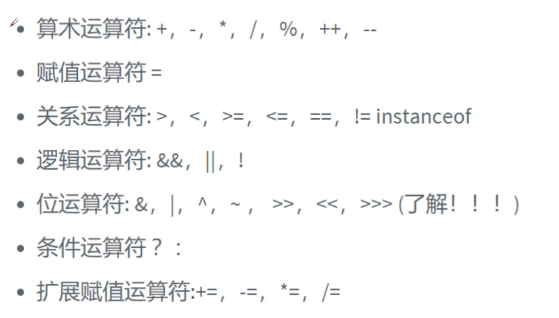 算术运算符: +，-，*，/，%，++，--
赋值运算符 =
关系运算符: >，<，>=，<=，==，!= instanceof
逻辑运算符: &&，||，!
位运算符: &，|，^，~ ， >>，<<，>>> (了解！！！)
条件运算符？：
扩展赋值运算符:+=，-=，*=，/=